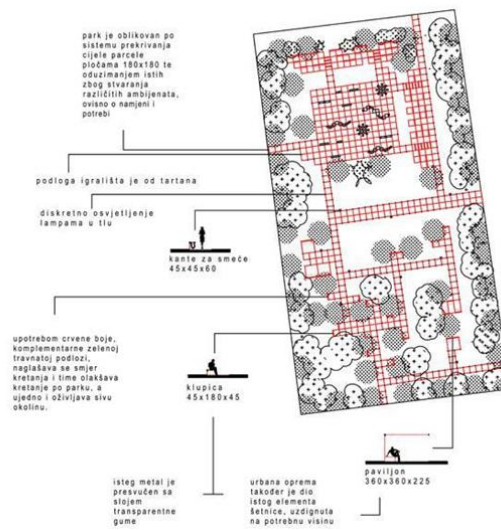 park je oblikovan po
sistemu prekrivanja
cijele parcele
pločama 180x180 te
oduzimanjem istih
zbog stvaranja
različitih ambijenata,
ovisno o namjeni i
potrebi
podloga igrališta je od tartana
diskretno osvjetljenje
lampama u tlu
kante za smeće
45x45x60
upotrebom crvene boje,
komplementarne zelenoj
travnatoj podlozi,
naglašava se smjer
kretanja i time olakšava
kretanje po parku, a
ujedno i oživljava sivu
okolinu.
klupica
45x180x45
paviljon
360x360x225
isteg metal je
presvučen sa
slojem
transparentne
gume
urbana oprema
također je dio
istog elementa
šetnice, uzdignuta
na potrebnu visinu